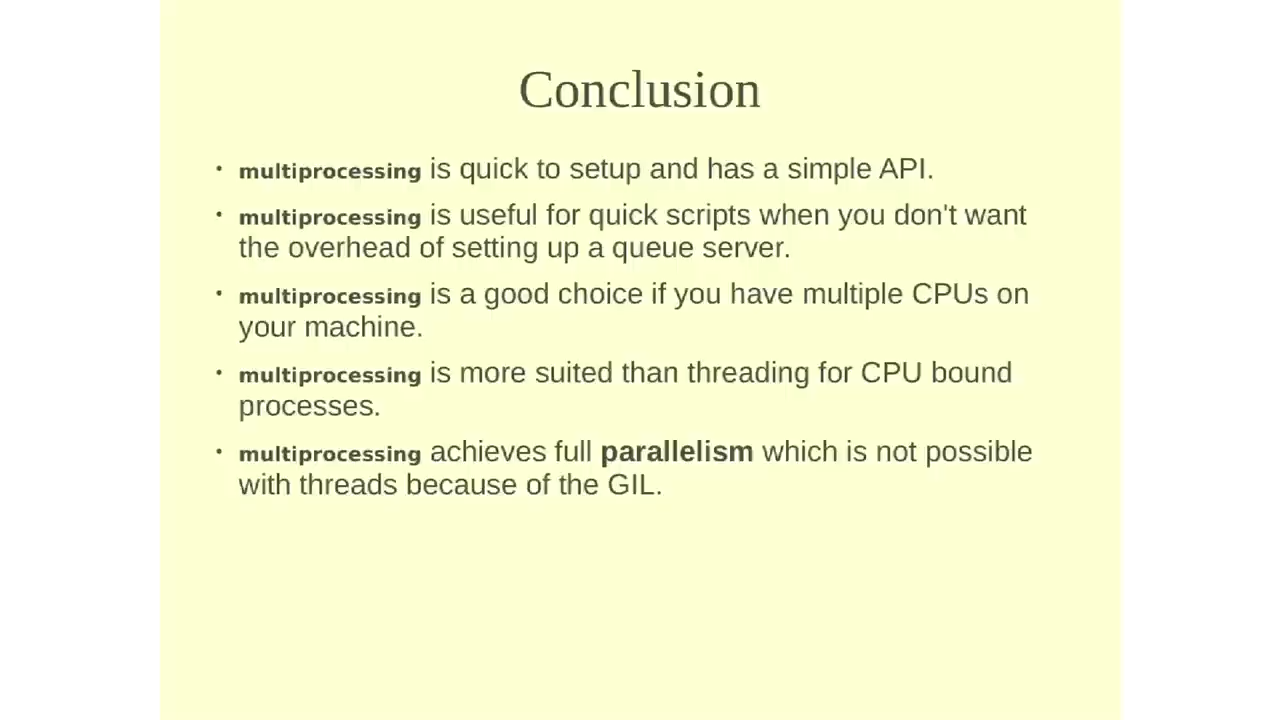 Conclusion
• multiprocessing is quick to setup and has a simple API.
• multiprocessing is useful for quick scripts when you don't want
the overhead of setting up a queue server.
• multiprocessing is a good choice if you have multiple CPUs on
your machine.
• multiprocessing is more suited than threading for CPU bound
processes.
• multiprocessing achieves full parallelism which is not possible
with threads because of the GIL.